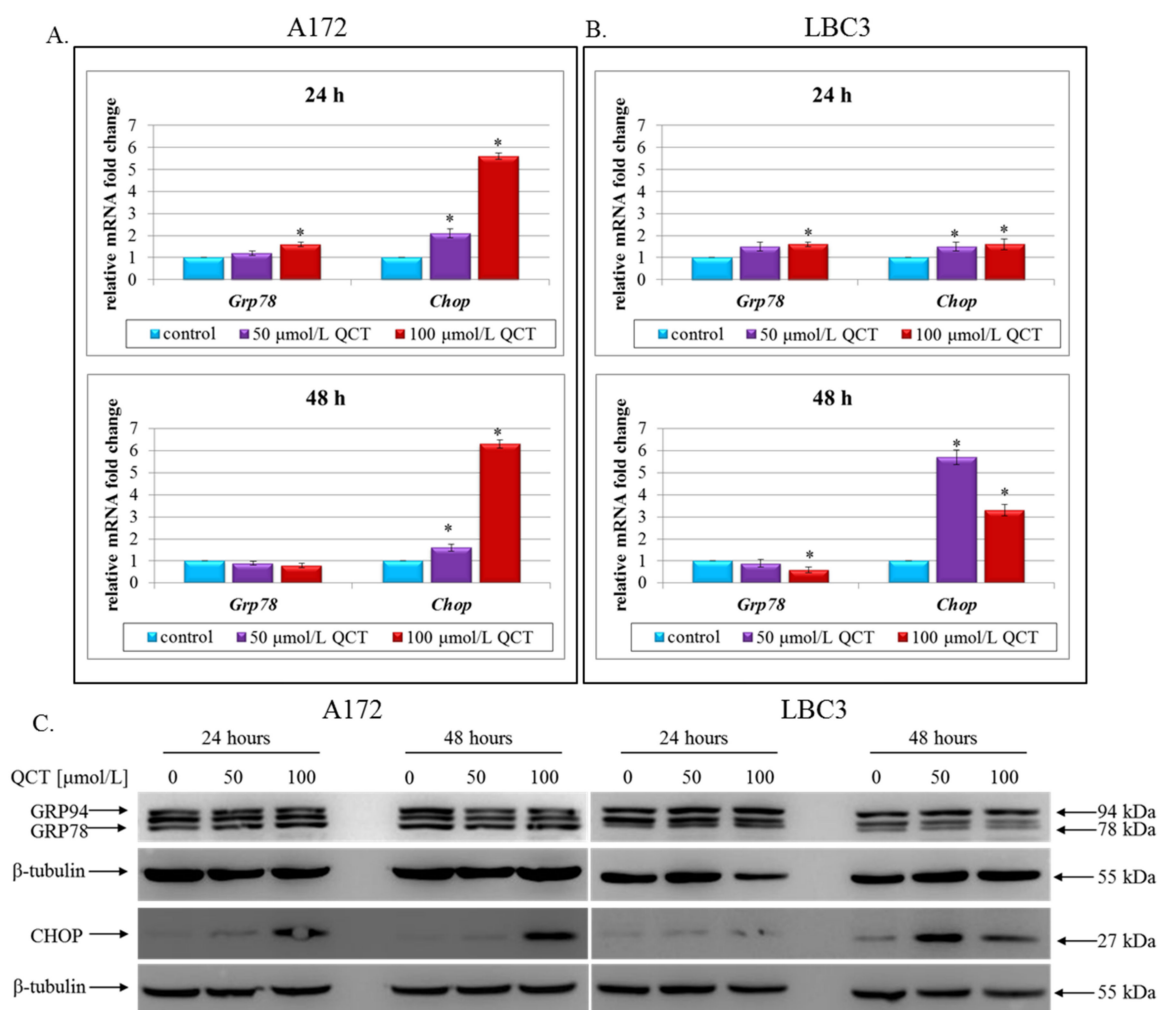 A. A172 B. LBC3
24 h
relative mRNA fold change
7
6
5
4
3
2
1
0
* * *
Grp78 Chop
control 50 μmol/L QCT 100 μmol/L QCT
24 h
relative mRNA fold change
7
6
5
4
3
2
1
0
* * *
Grp78 Chop
control 50 μmol/L QCT 100 μmol/L QCT
48 h
relative mRNA fold change
7
6
5
4
3
2
1
0
* *
Grp78 Chop
control 50 μmol/L QCT 100 μmol/L QCT
48 h
relative mRNA fold change
7
6
5
4
3
2
1
0
* * *
Grp78 Chop
control 50 μmol/L QCT 100 μmol/L QCT
C. A172 LBC3
24 hours 48 hours 24 hours 48 hours
QCT [μmol/L] 0 50 100 0 50 100 0 50 100 0 50 100
GRP94 94 kDa
GRP78 78 kDa
β-tubulin 55 kDa
CHOP 27 kDa
β-tubulin 55 kDa